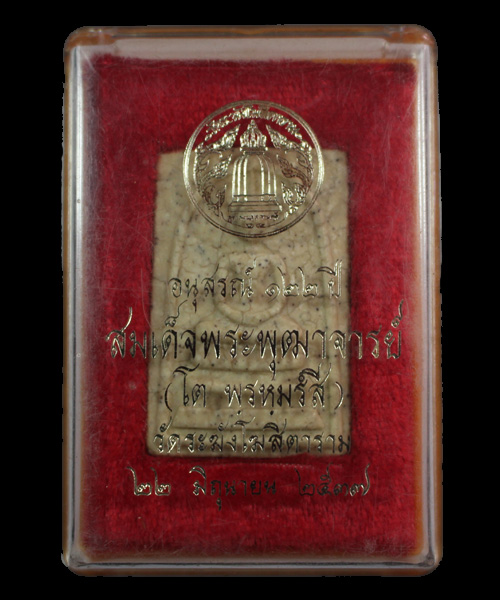 อนุสรณ์ ๑๒๒ ปี
สมเด็จพระพุฒาจารย์
(โต พฺรหฺมรํสี)
วัดระฆังโฆสิตาราม
๒๒ มิถุนายน ๒๕๓๗